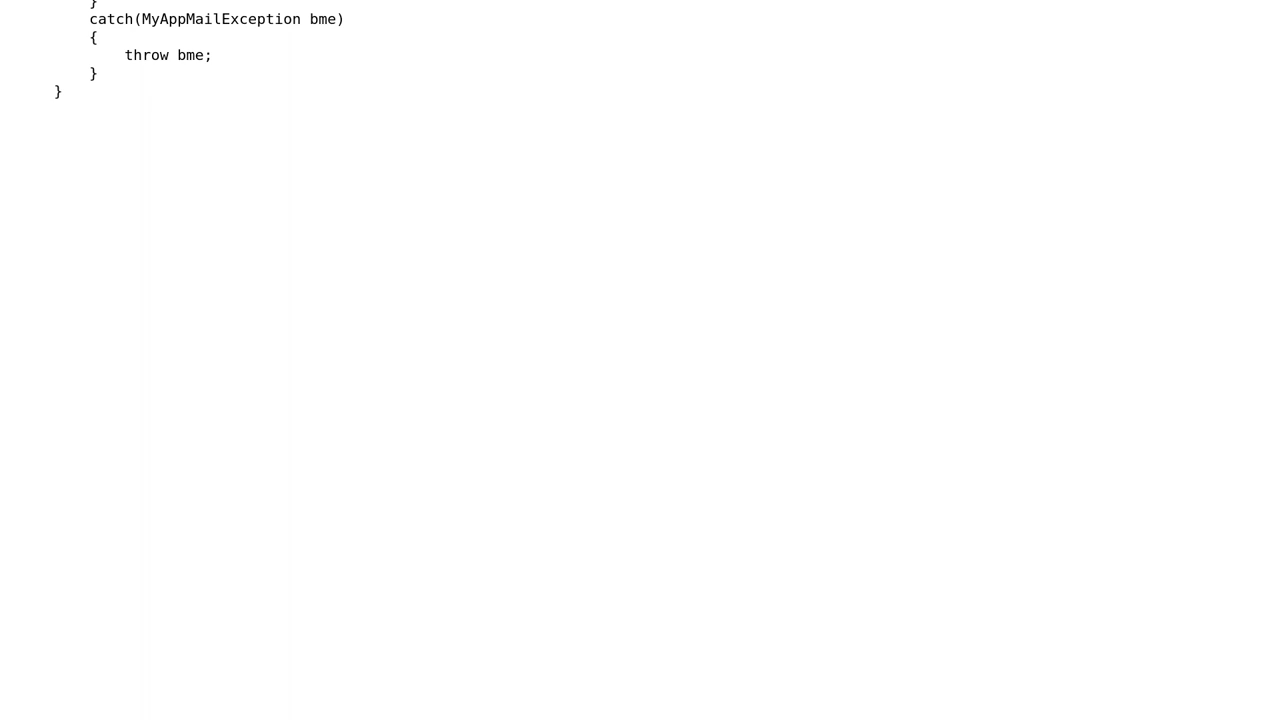 }
catch(MyAppMailException bme)
{
throw bme;
}
}